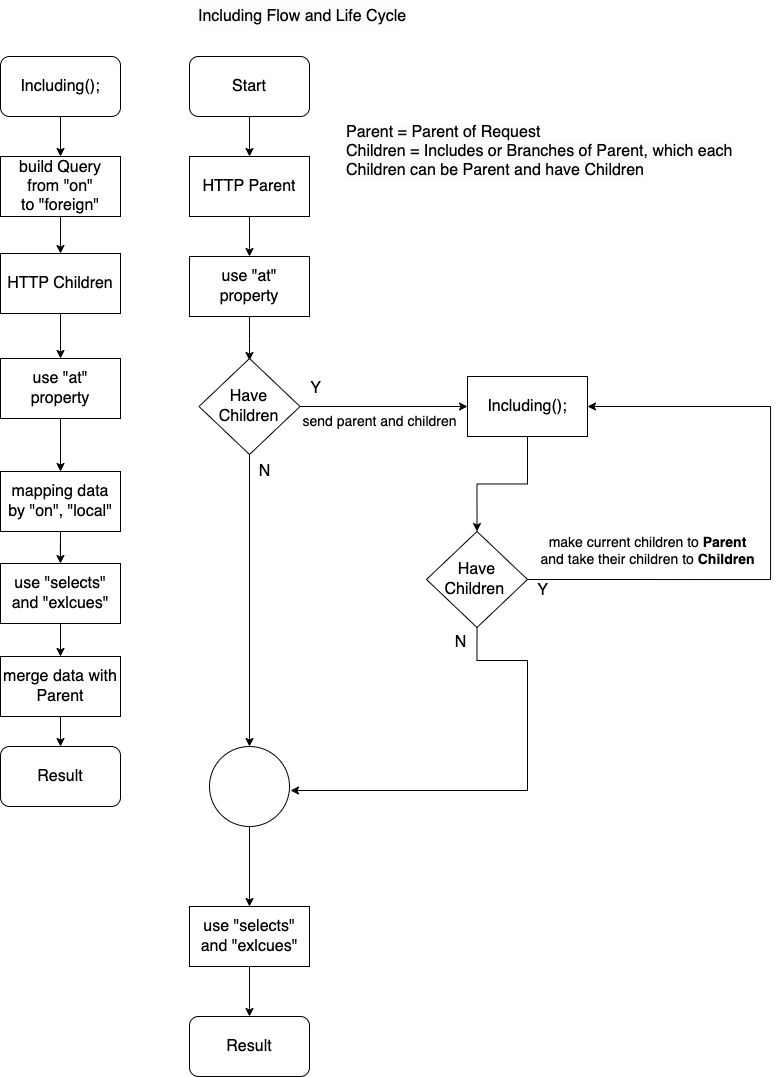 Including Flow and Life Cycle
Including();
build Query
from "on"
to "foreign"
HTTP Children
use "at"
property
mapping data
by "on", "local"
use "selects"
and "exlcues"
merge data with
Parent
Result
Start
HTTP Parent
use "at"
property
Have
Children
Y
send parent and children
N
Parent = Parent of Request
Children = Includes or Branches of Parent, which each
Children can be Parent and have Children
Including();
Have
Children
make current children to Parent
and take their children to Children
Y
N
use "selects"
and "exlcues"
Result